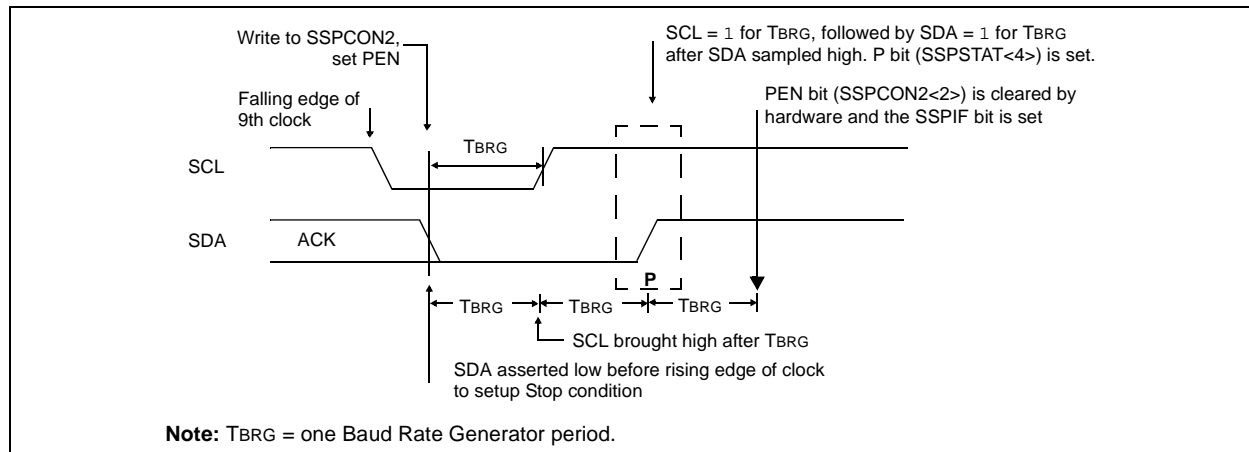 Write to SSPCON2,
set PEN
SCL = 1 for TBRG, followed by SDA = 1 for TBRG
after SDA sampled high. P bit (SSPSTAT<4>) is set.
Falling edge of
9th clock
PEN bit (SSPCON2<2>) is cleared by
hardware and the SSPIF bit is set
TBRG
SCL
SDA
ACK
P
TBRG
TBRG
TBRG
SCL brought high after TBRG
SDA asserted low before rising edge of clock
to setup Stop condition
Note: TBRG = one Baud Rate Generator period.